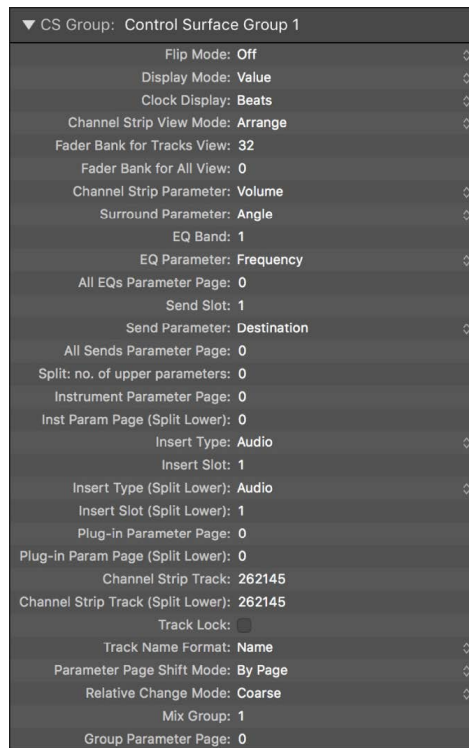 CS Group: Control Surface Group 1
Flip Mode: Off
Display Mode: Value
Clock Display: Beats
Channel Strip View Mode: Arrange
Fader Bank for Tracks View: 32
Fader Bank for All View: 0
Channel Strip Parameter: Volume
Surround Parameter: Angle
EQ Band: 1
EQ Parameter: Frequency
All EQs Parameter Page: 0
Send Slot: 1
Send Parameter: Destination
All Sends Parameter Page: 0
Split: no. of upper parameters: 0
Instrument Parameter Page: 0
Inst Param Page (Split Lower): 0
Insert Type: Audio
Insert Slot: 1
Insert Type (Split Lower): Audio
Insert Slot (Split Lower): 1
Plug-in Parameter Page: 0
Plug-in Param Page (Split Lower): 0
Channel Strip Track: 262145
Channel Strip Track (Split Lower): 262145
Track Lock:
Track Name Format: Name
Parameter Page Shift Mode: By Page
Relative Change Mode: Coarse
Mix Group: 1
Group Parameter Page: 0